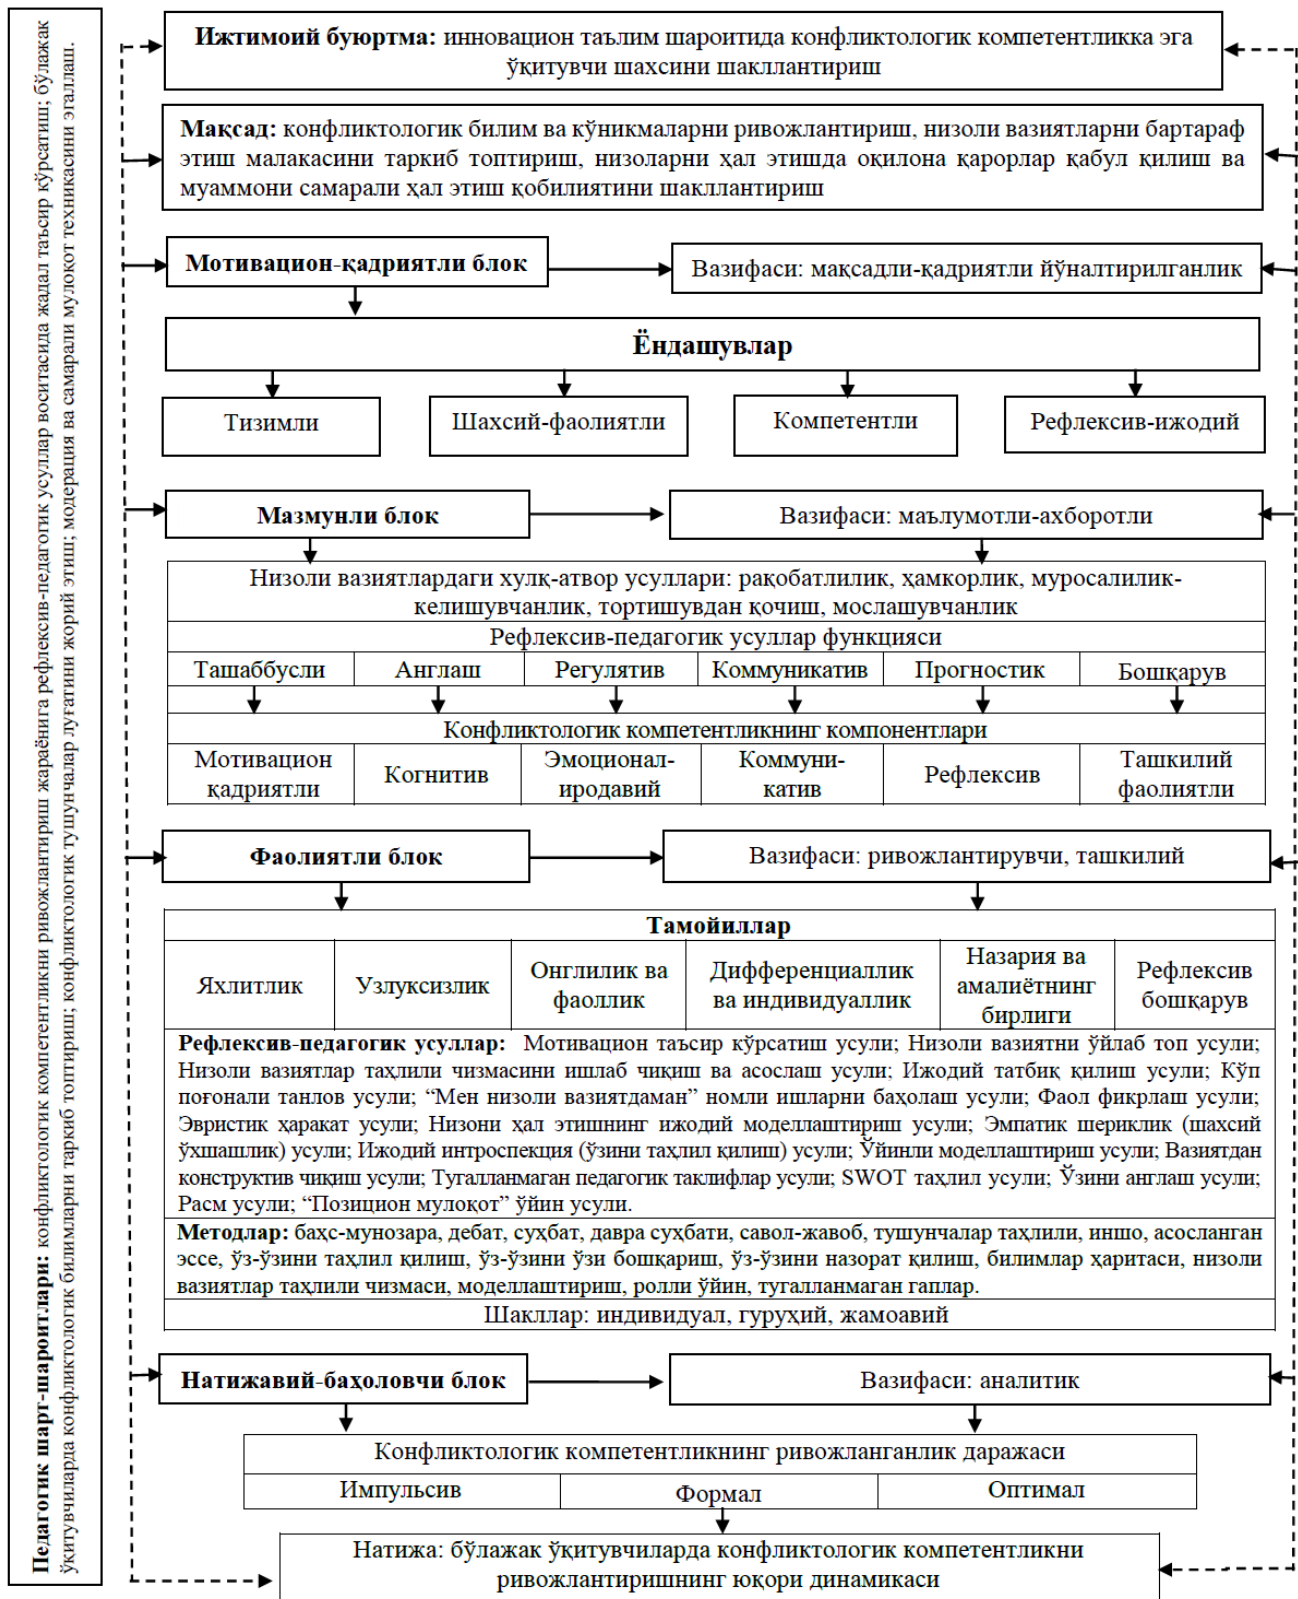 Педагогик шарт-шароитлари: конфликтологик компетентликни ривожлантириш жараёнига рефлексив-педагогик усуллар воситасида жадал таъсир кўрсатиш; бўлажак
ўқитувчиларда конфликтологик билимларни таркиб топтириш; конфликтологик тушунчалар луғатини жорий этиш; модерация ва самарали мулоқот техникасини эгаллаш.
Ижтимоий буюртма: инновацион таълим шароитида конфликтологик компетентликка эга
ўқитувчи шахсини шакллантириш
Мақсад: конфликтологик билим ва кўникмаларни ривожлантириш, низоли вазиятларни бартараф
этиш малакасини таркиб топтириш, низоларни ҳал этишда оқилона қарорлар қабул қилиш ва
муаммони самарали ҳал этиш қобилиятини шакллантириш
Мотивацион-қадриятли блок
Вазифаси: мақсадли-қадриятли йўналтирилганлик
Ёндашувлар
Тизимли
Шахсий-фаолиятли
Компетентли
Рефлексив-ижодий
Мазмунли блок
Вазифаси: маълумотли-ахборотли
Низоли вазиятлардаги хулқ-атвор усуллари: рақобатлилик, ҳамкорлик, муросалилик-
келишувчанлик, тортишувдан қочиш, мослашувчанлик
Рефлексив-педагогик усуллар функцияси
Ташаббусли
Англаш
Регулятив
Коммуникатив
Прогностик
Бошқарув
Конфликтологик компетентликнинг компонентлари
Мотивацион
қадриятли
Когнитив
Эмоционал-
иродавий
Коммуни-
катив
Рефлексив
Ташкилий
фаолиятли
Фаолиятли блок
Вазифаси: ривожлантирувчи, ташкилий
Тамойиллар
Яхлитлик
Узлуксизлик
Онглилик ва
фаоллик
Дифференциаллик
ва индивидуаллик
Назария ва
амалиётнинг
бирлиги
Рефлексив
бошқарув
Рефлексив-педагогик усуллар: Мотивацион таъсир кўрсатиш усули; Низоли вазиятни ўйлаб топ усули;
Низоли вазиятлар таҳлили чизмасини ишлаб чиқиш ва асослаш усули; Ижодий татбиқ қилиш усули; Кўп
поғонали танлов усули; “Мен низоли вазиятдаман” номли ишларни баҳолаш усули; Фаол фикрлаш усули;
Эвристик ҳаракат усули; Низони ҳал этишнинг ижодий моделлаштириш усули; Эмпатик шериклик (шахсий
ўхшашлик) усули; Ижодий интроспекция (ўзини таҳлил қилиш) усули; Ўйинли моделлаштириш усули; Вазиятдан
конструктив чиқиш усули; Тугалланмаган педагогик таклифлар усули; SWOT таҳлил усули; Ўзини англаш усули;
Расм усули; “Позицион мулоқот” ўйин усули.
Методлар: баҳс-мунозара, дебат, суҳбат, давра суҳбати, савол-жавоб, тушунчалар таҳлили, иншо, асосланган
эссе, ўз-ўзини таҳлил қилиш, ўз-ўзини ўзи бошқариш, ўз-ўзини назорат қилиш, билимлар ҳаритаси, низоли
вазиятлар таҳлили чизмаси, моделлаштириш, ролли ўйин, тугалланмаган гаплар.
Шакллар: индивидуал, гуруҳий, жамоавий
Натижавий-баҳоловчи блок
Вазифаси: аналитик
Конфликтологик компетентликнинг ривожланганлик даражаси
Импульсив
Формал
Оптимал
Натижа: бўлажак ўқитувчиларда конфликтологик компетентликни
ривожлантиришнинг юқори динамикаси